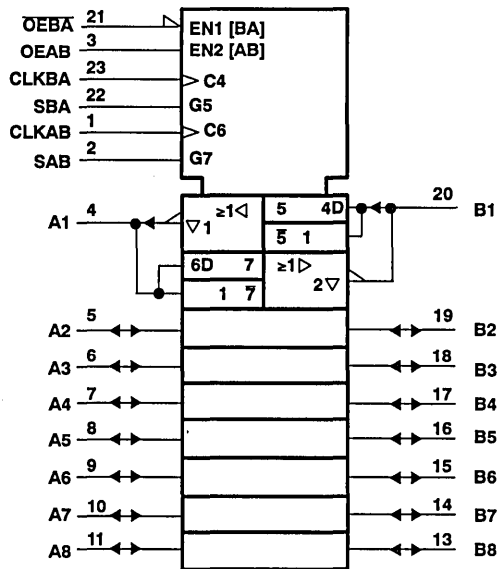 OEBA 21 EN1 [BA]
OEAB 3 EN2 [AB]
CLKBA 23 C4
SBA 22 G5
CLKAB 1 C6
SAB 2 G7
A1 4 ≥1◁ 5 4D 20 B1
▽1 5̅ 1
6D 7 ≥1▷
1 7̅ 2▽
A2 5 19 B2
A3 6 18 B3
A4 7 17 B4
A5 8 16 B5
A6 9 15 B6
A7 10 14 B7
A8 11 13 B8